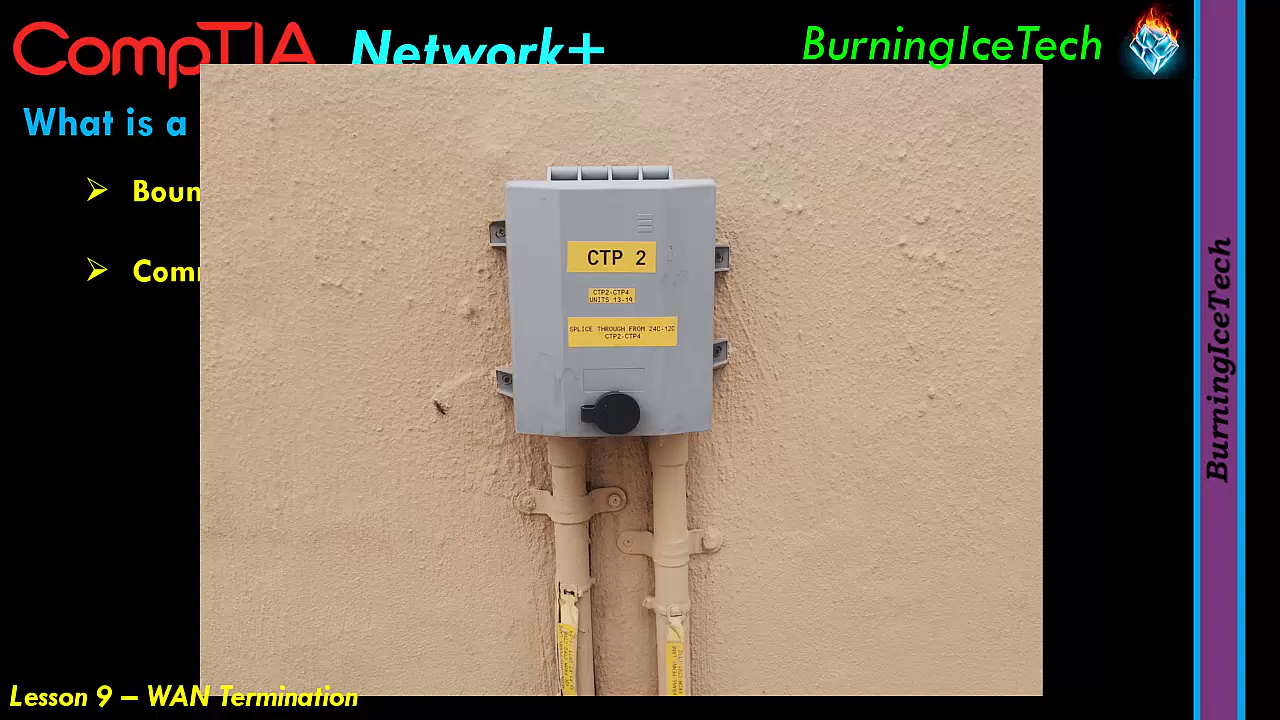 CompTIA Network+ BurningIceTech
What is a
Boun
Com
CTP 2
CTP2-CTP4
UNITS 13-19
SPLICE THROUGH FROM 24C-12C
CTP2-CTP4
Lesson 9 – WAN Termination
BurningIceTech